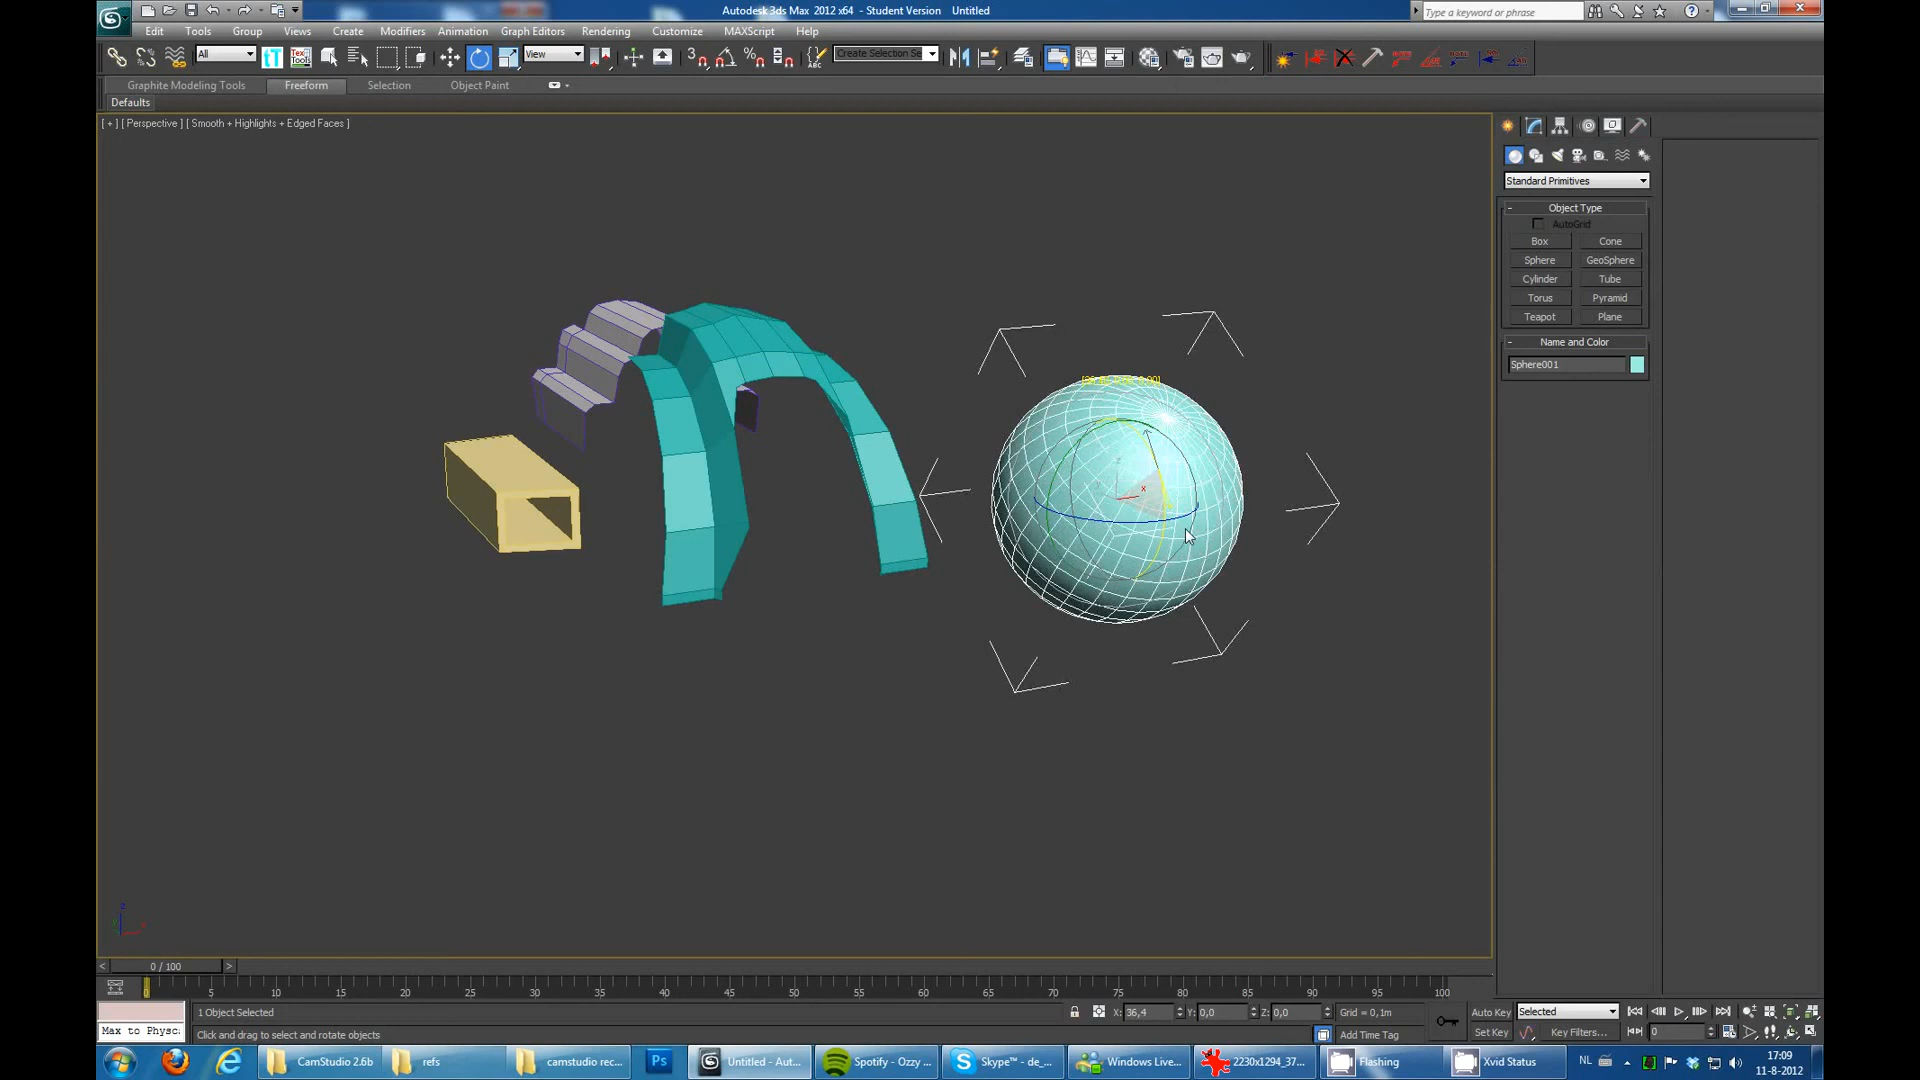 Autodesk 3ds Max 2012 x64 - Student Version Untitled
Type a keyword or phrase
Edit Tools Group Views Create Modifiers Animation Graph Editors Rendering Customize MAXScript Help
All
View
Create Selection Se
Graphite Modeling Tools Freeform Selection Object Paint
Defaults
[ + ] [ Perspective ] [ Smooth + Highlights + Edged Faces ]
Standard Primitives
- Object Type
AutoGrid
Box Cone
Sphere GeoSphere
Cylinder Tube
Torus Pyramid
Teapot Plane
- Name and Color
Sphere001
x
< 0 / 100 >
0 5 10 15 20 25 30 35 40 45 50 55 60 65 70 75 80 85 90 95 100
1 Object Selected X: 36,4 Y: 0,0 Z: 0,0 Grid = 0,1m Auto Key Selected
Max to Physc: Click and drag to select and rotate objects Add Time Tag Set Key Key Filters... 0
CamStudio 2.6b refs camstudio rec... Ps Untitled - Aut... Spotify - Ozzy ... Skype™ - de_... Windows Live... 2230x1294_37... Flashing Xvid Status NL 17:09
11-8-2012